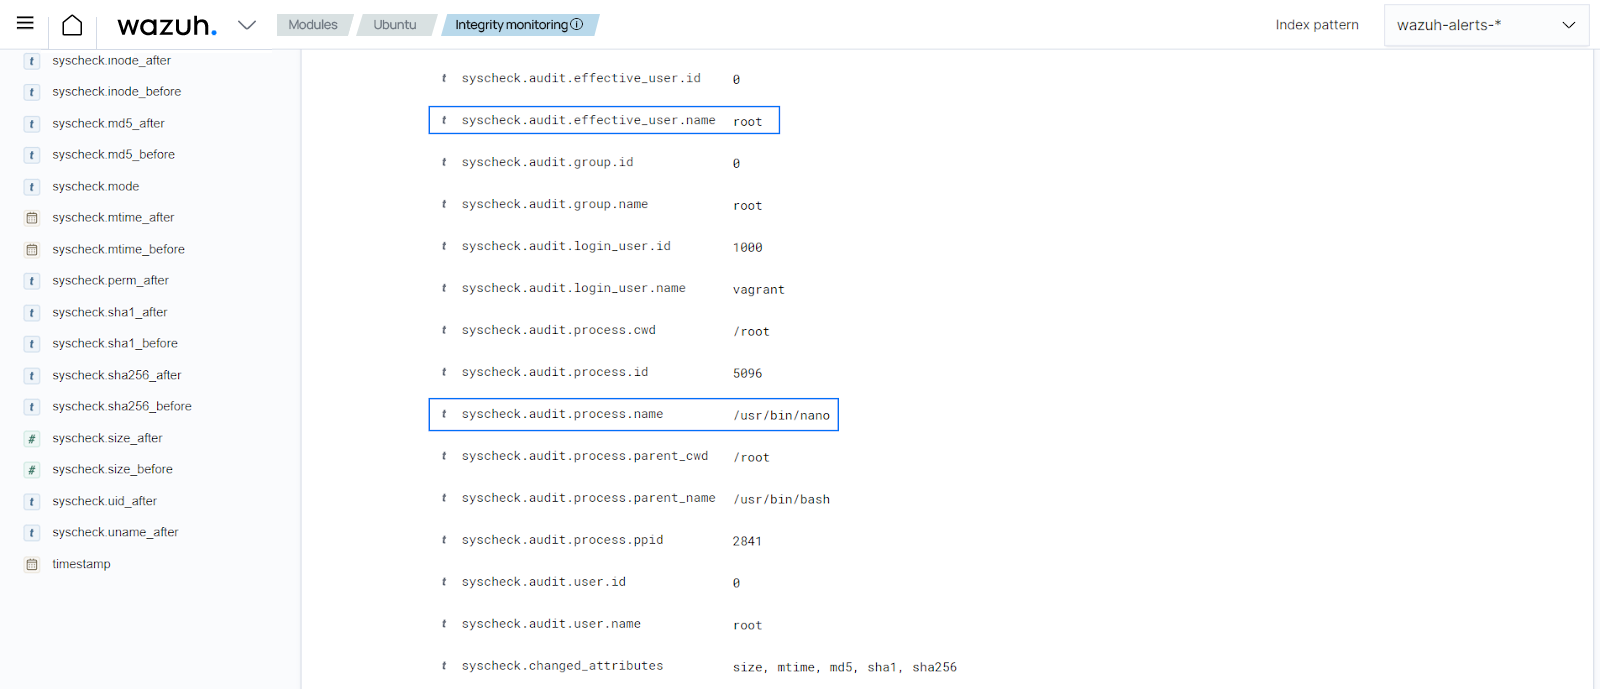 wazuh.
Modules
Ubuntu
Integrity monitoring
Index pattern
wazuh-alerts-*
syscheck.inode_after
syscheck.inode_before
syscheck.md5_after
syscheck.md5_before
syscheck.mode
syscheck.mtime_after
syscheck.mtime_before
syscheck.perm_after
syscheck.sha1_after
syscheck.sha1_before
syscheck.sha256_after
syscheck.sha256_before
syscheck.size_after
syscheck.size_before
syscheck.uid_after
syscheck.uname_after
timestamp
t syscheck.audit.effective_user.id 0
t syscheck.audit.effective_user.name root
t syscheck.audit.group.id 0
t syscheck.audit.group.name root
t syscheck.audit.login_user.id 1000
t syscheck.audit.login_user.name vagrant
t syscheck.audit.process.cwd /root
t syscheck.audit.process.id 5096
t syscheck.audit.process.name /usr/bin/nano
t syscheck.audit.process.parent_cwd /root
t syscheck.audit.process.parent_name /usr/bin/bash
t syscheck.audit.process.ppid 2841
t syscheck.audit.user.id 0
t syscheck.audit.user.name root
t syscheck.changed_attributes size, mtime, md5, sha1, sha256